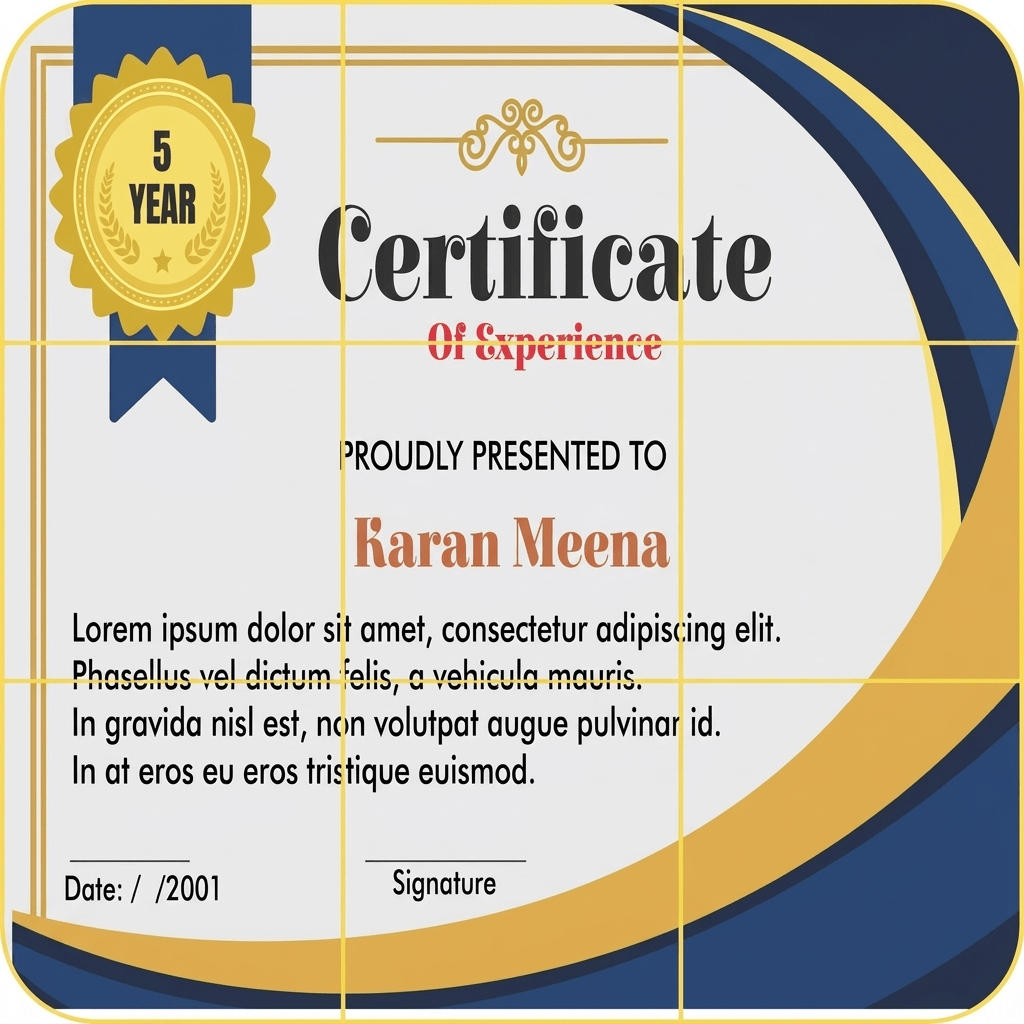 5
YEAR
Certificate
Of Experience
PROUDLY PRESENTED TO
Karan Meena
Lorem ipsum dolor sit amet, consectetur adipiscing elit.
Phasellus vel dictum felis, a vehicula mauris.
In gravida nisl est, non volutpat augue pulvinar id.
In at eros eu eros tristique euismod.
Date: /  /2001
Signature